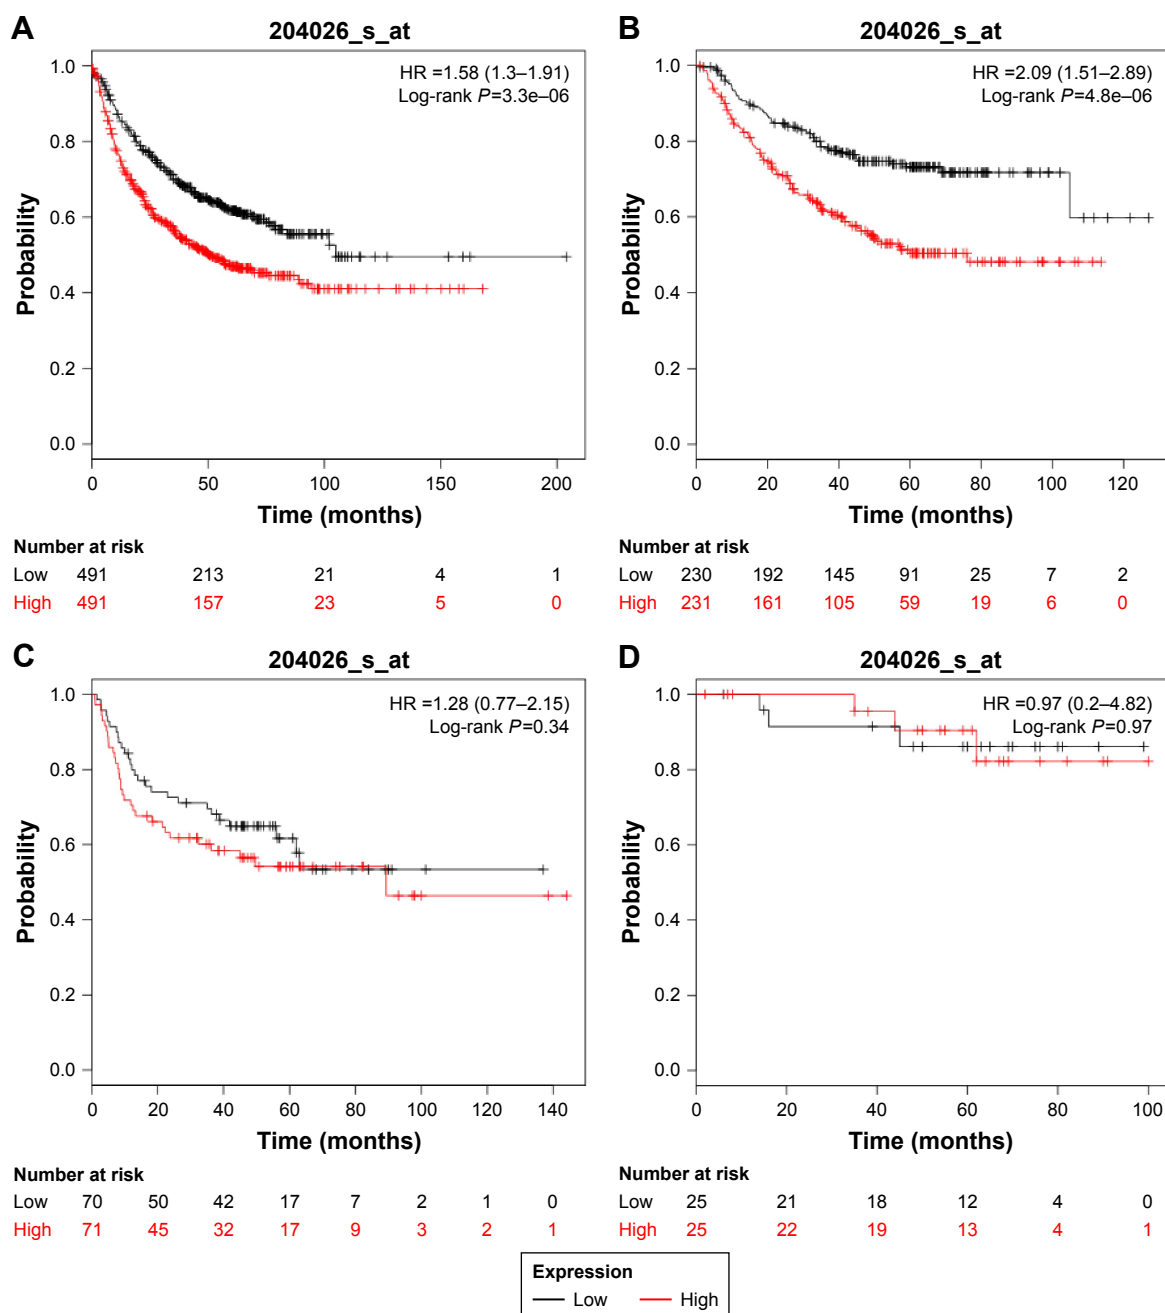 A
204026_s_at
HR =1.58 (1.3–1.91)
Log-rank P=3.3e–06
Probability
1.0
0.8
0.6
0.4
0.2
0.0
0 50 100 150 200
Time (months)
Number at risk
Low 491 213 21 4 1
High 491 157 23 5 0
B
204026_s_at
HR =2.09 (1.51–2.89)
Log-rank P=4.8e–06
Probability
1.0
0.8
0.6
0.4
0.2
0.0
0 20 40 60 80 100 120
Time (months)
Number at risk
Low 230 192 145 91 25 7 2
High 231 161 105 59 19 6 0
C
204026_s_at
HR =1.28 (0.77–2.15)
Log-rank P=0.34
Probability
1.0
0.8
0.6
0.4
0.2
0.0
0 20 40 60 80 100 120 140
Time (months)
Number at risk
Low 70 50 42 17 7 2 1 0
High 71 45 32 17 9 3 2 1
D
204026_s_at
HR =0.97 (0.2–4.82)
Log-rank P=0.97
Probability
1.0
0.8
0.6
0.4
0.2
0.0
0 20 40 60 80 100
Time (months)
Number at risk
Low 25 21 18 12 4 0
High 25 22 19 13 4 1
Expression
Low High